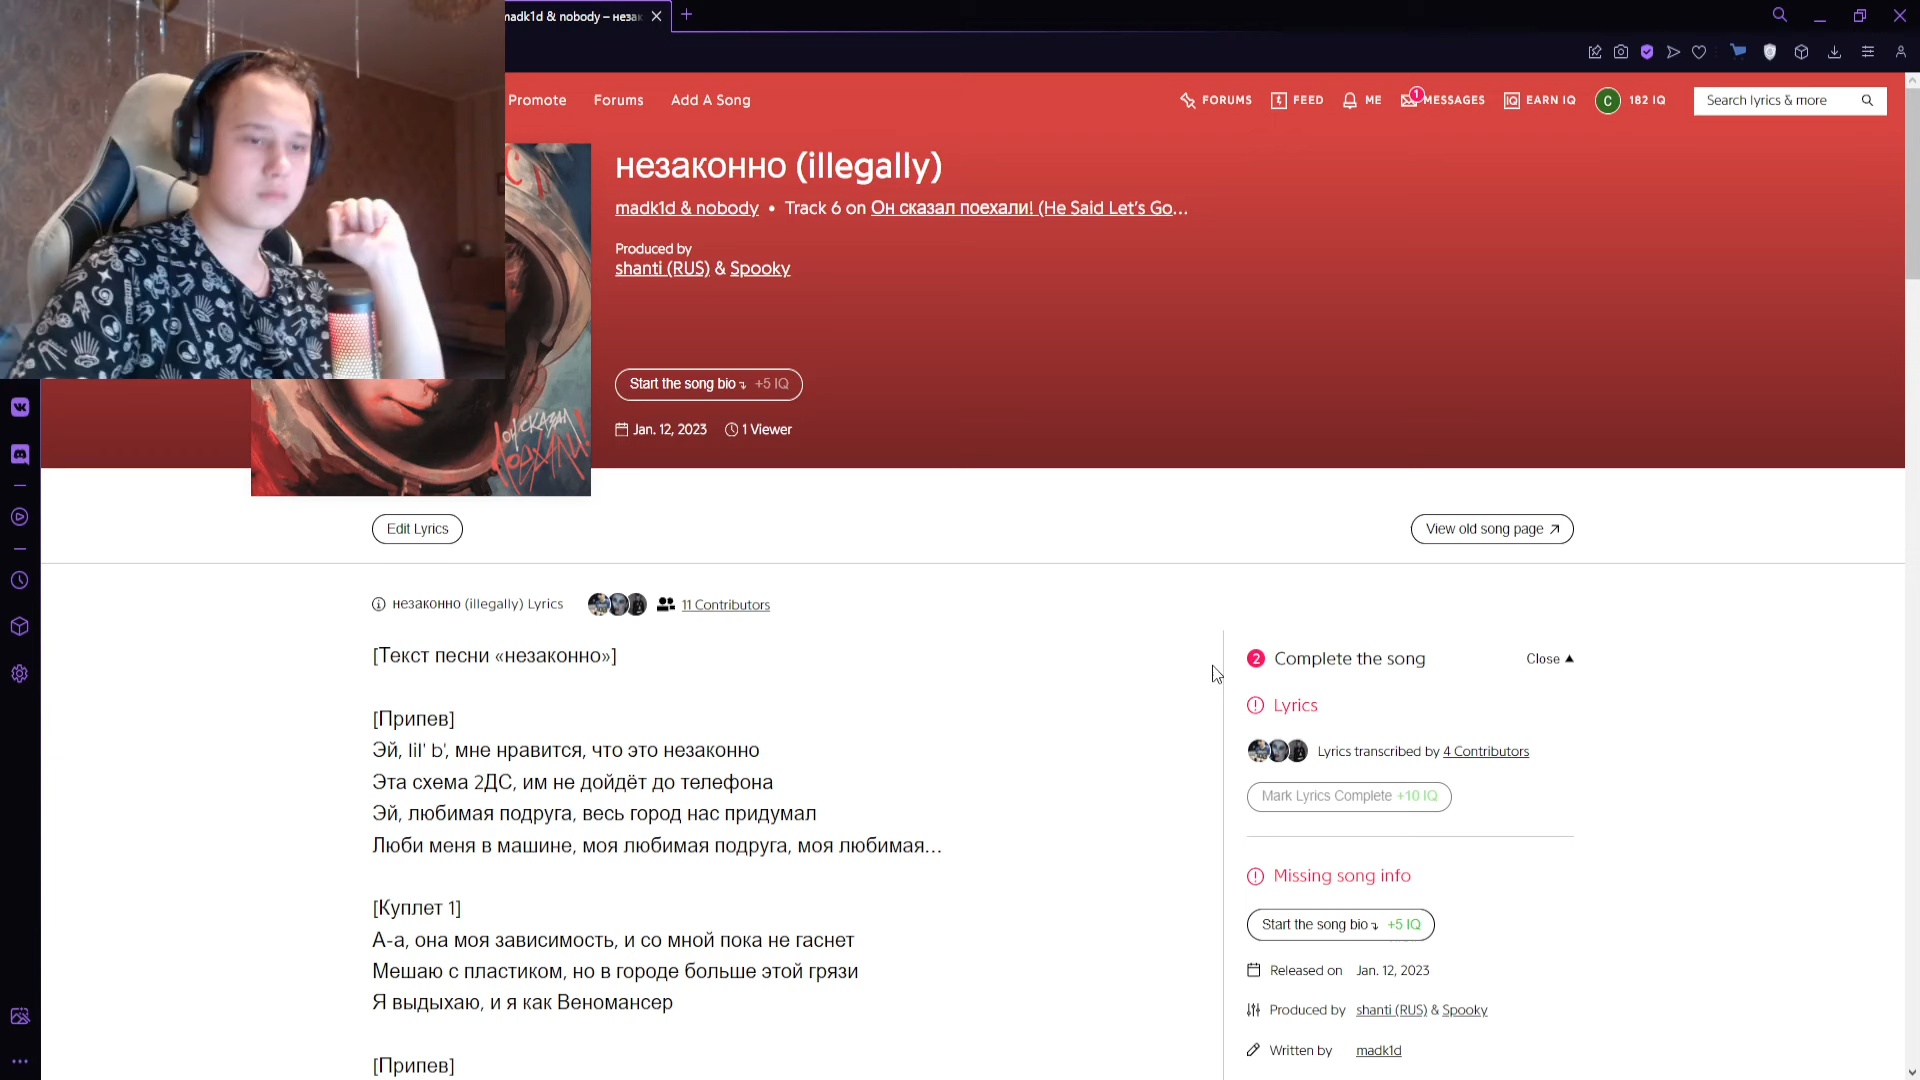 madk1d & nobody – неза
Promote Forums Add A Song
FORUMS FEED ME 1 MESSAGES EARN IQ C 182 IQ Search lyrics & more
незаконно (illegally)
madk1d & nobody • Track 6 on Он сказал поехали! (He Said Let's Go…
Produced by
shanti (RUS) & Spooky
Start the song bio +5 IQ
Jan. 12, 2023 1 Viewer
он сказал
поехали!
Edit Lyrics View old song page
незаконно (illegally) Lyrics 11 Contributors
[Текст песни «незаконно»]
[Припев]
Эй, lil' b', мне нравится, что это незаконно
Эта схема 2ДС, им не дойдёт до телефона
Эй, любимая подруга, весь город нас придумал
Люби меня в машине, моя любимая подруга, моя любимая…
[Куплет 1]
А-а, она моя зависимость, и со мной пока не гаснет
Мешаю с пластиком, но в городе больше этой грязи
Я выдыхаю, и я как Веномансер
[Припев]
2 Complete the song Close
Lyrics
Lyrics transcribed by 4 Contributors
Mark Lyrics Complete +10 IQ
Missing song info
Start the song bio +5 IQ
Released on Jan. 12, 2023
Produced by shanti (RUS) & Spooky
Written by madk1d